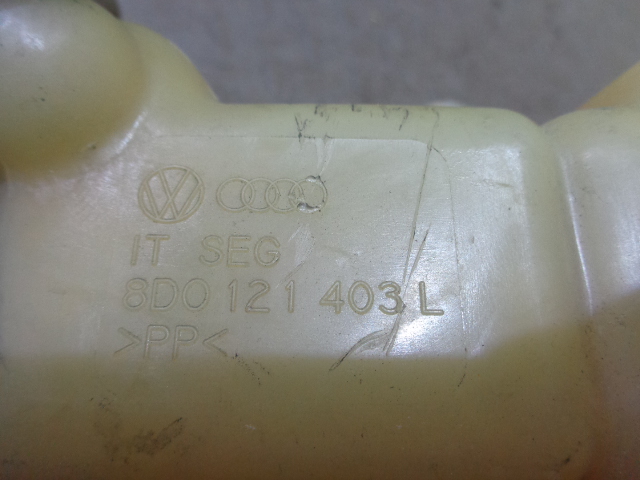 IT SEG
8D0 121 403 L
>PP<